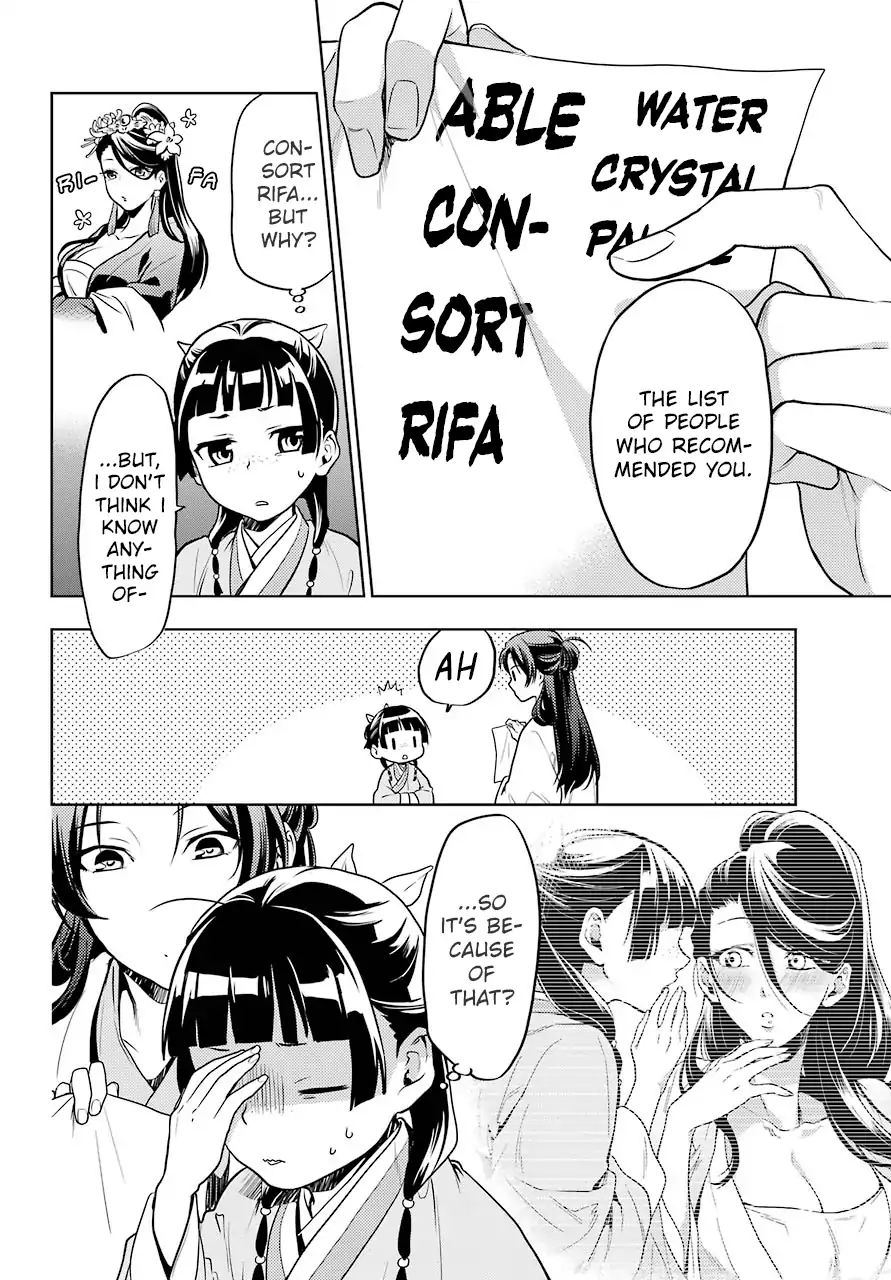 WATER
CRYSTAL
ABLE
CON-
SORT
RIFA
THE LIST
OF PEOPLE
WHO RECOM-
MENDED YOU.
RI-
FA
CON-
SORT
RIFA...
BUT
WHY?
...BUT,
I DON'T
THINK I
KNOW
ANY-
THING
OF-
AH
...SO
IT'S BE-
CAUSE
OF
THAT?